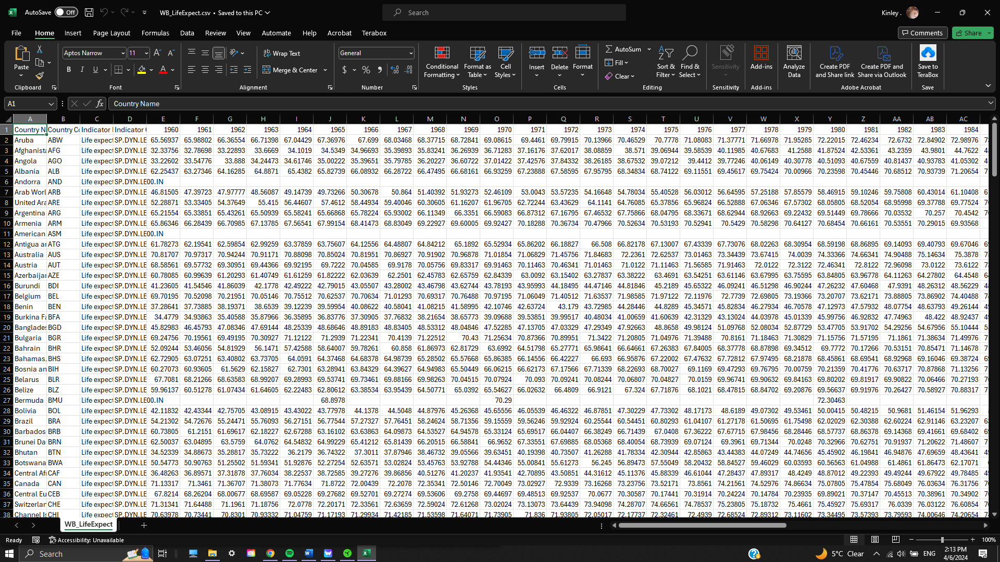 AutoSave Off WB_LifeExpect.csv • Saved to this PC Search Kinley .
File Home Insert Page Layout Formulas Data Review View Automate Help Acrobat Terabox Comments Share
Aptos Narrow 11 Wrap Text General AutoSum
Paste B I U Merge & Center $ % Conditional Formatting Format as Table Cell Styles Insert Delete Format Fill Clear Sort & Filter Find & Select Sensitivity Add-ins Analyze Data Create PDF and Share link Create PDF and Share via Outlook Save to TeraBox
Clipboard Font Alignment Number Styles Cells Editing Sensitivity Add-ins Adobe Acrobat Save
A1 fx Country Name
A B C D E F G H I J K L M N O P Q R S T U V W X Y Z AA AB AC
1 Country N Country Co Indicator Indicator 1960 1961 1962 1963 1964 1965 1966 1967 1968 1969 1970 1971 1972 1973 1974 1975 1976 1977 1978 1979 1980 1981 1982 1983 1984
2 Aruba ABW Life expect SP.DYN.LE 65.56937 65.98802 66.36554 66.71398 67.04429 67.36976 67.699 68.03468 68.37715 68.72841 69.08615 69.4461 69.79915 70.13966 70.46529 70.7778 71.08083 71.37771 71.66978 71.95285 72.22015 72.46234 72.6732 72.84902 72.98976
3 Afghanista AFG Life expect SP.DYN.LE 32.33756 32.78698 33.22893 33.6669 34.1019 34.5349 34.96693 35.39893 35.83241 36.26939 36.71283 37.16176 37.62017 38.08859 38.571 39.06944 39.58539 40.11985 40.67683 41.2588 41.87524 42.53361 43.2359 43.9801 44.7622
4 Angola AGO Life expect SP.DYN.LE 33.22602 33.54776 33.888 34.24473 34.61746 35.00222 35.39651 35.79785 36.20227 36.60722 37.01422 37.42576 37.84332 38.26185 38.67532 39.07212 39.4412 39.77246 40.06149 40.30778 40.51093 40.67559 40.81437 40.93783 41.05302
5 Albania ALB Life expect SP.DYN.LE 62.25437 63.27346 64.16285 64.8871 65.4382 65.82739 66.08932 66.28722 66.47495 66.68161 66.93259 67.23888 67.58595 67.95795 68.34834 68.74122 69.11551 69.45617 69.75424 70.00966 70.23598 70.45446 70.68512 70.93739 71.20654
6 Andorra AND Life expect SP.DYN.LE00.IN
7 Arab Worl ARB Life expect SP.DYN.LE 46.81505 47.39723 47.97777 48.56087 49.14739 49.73266 50.30678 50.864 51.40392 51.93273 52.46109 53.0043 53.57235 54.16648 54.78034 55.40528 56.03012 56.64595 57.25188 57.85579 58.46915 59.10246 59.75808 60.43014 61.10408
8 United Ara ARE Life expect SP.DYN.LE 52.28871 53.33405 54.37649 55.415 56.44607 57.4612 58.44934 59.40046 60.30605 61.16207 61.96705 62.72244 63.43629 64.1141 64.76085 65.37856 65.96824 66.52888 67.06346 67.57302 68.05805 68.52054 68.95998 69.37788 69.77524
9 Argentina ARG Life expect SP.DYN.LE 65.21554 65.33851 65.43261 65.50939 65.58241 65.66868 65.78224 65.93002 66.11349 66.3351 66.59083 66.87312 67.16795 67.46532 67.75866 68.04795 68.33671 68.62944 68.92663 69.22432 69.51449 69.78666 70.03532 70.257 70.4542
10 Armenia ARM Life expect SP.DYN.LE 65.86346 66.28439 66.70985 67.13785 67.56541 67.99154 68.41473 68.83049 69.22927 69.60005 69.92427 70.18288 70.36734 70.47966 70.52634 70.53193 70.52941 70.5429 70.58298 70.64127 70.68454 70.66161 70.53551 70.29015 69.93568
11 American ASM Life expect SP.DYN.LE00.IN
12 Antigua ar ATG Life expect SP.DYN.LE 61.78273 62.19541 62.59854 62.99259 63.37859 63.75607 64.12556 64.48807 64.84212 65.1892 65.52934 65.86202 66.18827 66.508 66.82178 67.13007 67.43339 67.73076 68.02263 68.30954 68.59198 68.86895 69.14093 69.40793 69.67046
13 Australia AUS Life expect SP.DYN.LE 70.81707 70.97317 70.94244 70.91171 70.88098 70.85024 70.81951 70.86927 70.91902 70.96878 71.01854 71.06829 71.45756 71.84683 72.2361 72.62537 73.01463 73.34439 73.67415 74.0039 74.33366 74.66341 74.90488 75.14634 75.3878
14 Austria AUT Life expect SP.DYN.LE 68.58561 69.57732 69.30951 69.44366 69.92195 69.7222 70.04585 69.9178 70.05756 69.83317 69.91463 70.11463 70.46341 71.01463 71.0122 71.11463 71.56585 71.91463 72.0122 72.3122 72.46341 72.8122 72.96098 73.0122 73.6122
15 Azerbaijar AZE Life expect SP.DYN.LE 60.78085 60.99639 61.20293 61.40749 61.61259 61.82222 62.03639 62.2501 62.45783 62.65759 62.84339 63.0092 63.15402 63.27837 63.38222 63.4691 63.54251 63.61146 63.67995 63.75595 63.84805 63.96778 64.11263 64.27802 64.4548
16 Burundi BDI Life expect SP.DYN.LE 41.23605 41.54546 41.86039 42.1778 42.49222 42.79015 43.05507 43.28002 43.46798 43.62744 43.78193 43.95993 44.18495 44.47146 44.81846 45.2189 45.65322 46.09241 46.51298 46.90244 47.26232 47.60468 47.9391 48.26312 48.56229
17 Belgium BEL Life expect SP.DYN.LE 69.70195 70.52098 70.21951 70.05146 70.75512 70.62537 70.70634 71.01293 70.69317 70.76488 70.97195 71.06049 71.40512 71.63537 71.98585 71.97122 72.11976 72.7739 72.69805 73.19366 73.20707 73.62171 73.88805 73.86902 74.40488
18 Benin BEN Life expect SP.DYN.LE 37.28641 37.73885 38.19371 38.6539 39.12239 39.59954 40.08622 40.58041 41.08215 41.58995 42.10746 42.63724 43.179 43.72985 44.28446 44.8289 45.34571 45.82834 46.27934 46.70578 47.12973 47.57932 48.07754 48.63793 49.26144
19 Burkina Fa BFA Life expect SP.DYN.LE 34.4779 34.93863 35.40588 35.87966 36.35895 36.83776 37.30905 37.76832 38.21654 38.65773 39.09688 39.53851 39.99517 40.48034 41.00659 41.60639 42.31329 43.13024 44.03978 45.01339 45.99756 46.92832 47.74963 48.422 48.92437
20 Banglades BGD Life expect SP.DYN.LE 45.82983 46.45793 47.08346 47.69144 48.25339 48.68646 48.89183 48.83405 48.53312 48.04846 47.52285 47.13705 47.03329 47.29349 47.92663 48.8658 49.98124 51.09768 52.08034 52.87729 53.47705 53.91702 54.29256 54.67956 55.10444
21 Bulgaria BGR Life expect SP.DYN.LE 69.24756 70.19561 69.49195 70.30927 71.12122 71.2939 71.22341 70.4139 71.22512 70.43 71.25634 70.87366 70.89951 71.3422 71.20805 71.04976 71.39488 70.8161 71.18463 71.30829 71.15756 71.57195 71.1861 71.38634 71.49976
22 Bahrain BHR Life expect SP.DYN.LE 52.09244 53.46056 54.81929 56.1471 57.42588 58.64007 59.78261 60.858 61.86973 62.81729 63.6992 64.51798 65.27771 65.98641 66.64661 67.26383 67.84005 68.37778 68.87898 69.34512 69.7772 70.17266 70.53151 70.85471 71.14678
23 Bahamas, BHS Life expect SP.DYN.LE 62.72905 63.07251 63.40802 63.73705 64.0591 64.37468 64.68378 64.98739 65.28502 65.57668 65.86385 66.14556 66.42227 66.693 66.95876 67.22002 67.47632 67.72812 67.97495 68.21878 68.45861 68.69541 68.92968 69.16046 69.38724
24 Bosnia an BIH Life expect SP.DYN.LE 60.27073 60.93605 61.5629 62.15827 62.7301 63.28941 63.84329 64.39627 64.94983 65.50449 66.06215 66.62173 67.17566 67.71339 68.22693 68.70027 69.1169 69.47293 69.76795 70.00759 70.21359 70.41776 70.63717 70.87868 71.13256
25 Belarus BLR Life expect SP.DYN.LE 67.7081 68.21266 68.63583 68.99207 69.28993 69.53741 69.73461 69.88166 69.98263 70.04515 70.07924 70.093 70.09241 70.08244 70.06807 70.04827 70.0159 69.96741 69.90632 69.84163 69.80202 69.81917 69.90822 70.06466 70.27193
26 Belize BLZ Life expect SP.DYN.LE 59.96137 60.51278 61.07434 61.64605 62.22483 62.80612 63.38534 63.95439 64.50771 65.0392 65.54627 66.02632 66.4809 66.9121 67.324 67.71876 68.1021 68.47815 68.84702 69.20876 69.56637 69.91976 70.26427 70.58927 70.88317
27 Bermuda BMU Life expect SP.DYN.LE00.IN 68.8978 70.29 72.30463
28 Bolivia BOL Life expect SP.DYN.LE 42.11832 42.43344 42.75705 43.08915 43.43022 43.77978 44.1378 44.5048 44.87976 45.26368 45.65556 46.05539 46.46322 46.87851 47.30229 47.73302 48.17173 48.6189 49.07302 49.53461 50.00415 50.48215 50.9681 51.46154 51.96293
29 Brazil BRA Life expect SP.DYN.LE 54.21302 54.72676 55.24471 55.76093 56.27151 56.77544 57.27327 57.76451 58.24624 58.71356 59.15559 59.56246 59.92924 60.25544 60.54451 60.80293 61.04107 61.27178 61.50695 61.75498 62.02029 62.30388 62.60224 62.91146 63.23207
30 Barbados BRB Life expect SP.DYN.LE 60.73805 61.2151 61.69617 62.18227 62.67288 63.16102 63.63863 64.09873 64.53527 64.94578 65.33124 65.69517 66.04407 66.38249 66.71439 67.0408 67.36222 67.67715 67.98456 68.28446 68.57737 68.86378 69.14368 69.41661 69.68402
31 Brunei Da BRN Life expect SP.DYN.LE 62.50037 63.04895 63.5759 64.0762 64.54832 64.99229 65.41212 65.81439 66.20515 66.58841 66.9652 67.33551 67.69885 68.05368 68.40054 68.73939 69.07124 69.3961 69.71344 70.0248 70.32966 70.62751 70.91937 71.20622 71.48607
32 Bhutan BTN Life expect SP.DYN.LE 34.52339 34.88673 35.28817 35.73222 36.2179 36.74322 37.3011 37.87946 38.46732 39.05566 39.63451 40.19398 40.73507 41.26288 41.78334 42.30944 42.85863 43.44383 44.07249 44.74656 45.45902 46.19841 46.94876 47.69659 48.43641
33 Botswana BWA Life expect SP.DYN.LE 50.54773 50.90763 51.25502 51.59341 51.92876 52.27254 52.63571 53.02824 53.45763 53.92788 54.44346 55.00841 55.61273 56.245 56.89473 57.55049 58.20432 58.84527 59.46029 60.03593 60.56563 61.04988 61.4861 61.86473 62.17071
34 Central Afr CAF Life expect SP.DYN.LE 36.48263 36.89571 37.31878 37.76034 38.22537 38.72585 39.27276 39.86856 40.51276 41.20237 41.93541 42.70895 43.50851 44.31612 45.11376 45.88339 46.61044 47.28437 47.89317 48.4249 48.87012 49.22393 49.49244 49.67922 49.78485
35 Canada CAN Life expect SP.DYN.LE 71.13317 71.3461 71.36707 71.38073 71.77634 71.8722 72.00439 72.2078 72.35341 72.50146 72.70049 73.02927 72.9339 73.16268 73.23756 73.52171 73.8561 74.21561 74.52976 74.86634 75.07805 75.47854 75.68049 76.03634 76.31756
36 Central Eu CEB Life expect SP.DYN.LE 67.8214 68.26204 68.00677 68.69587 69.05228 69.27682 69.52701 69.27274 69.53606 69.2758 69.44697 69.48513 69.92537 70.0677 70.30587 70.17441 70.31914 70.24224 70.14784 70.23935 69.89021 70.37147 70.45513 70.38961 70.34902
37 Switzerlar CHE Life expect SP.DYN.LE 71.31341 71.64488 71.1961 71.18756 72.0778 72.20171 72.33561 72.63659 72.59024 72.61268 73.02024 73.13073 73.64439 73.94098 74.28707 74.66561 74.78537 75.23805 75.18732 75.4661 75.45927 75.69317 76.0339 76.03122 76.60854
38 Channel Is CHI Life expect SP.DYN.LE 70.63978 70.73441 70.8301 70.93332 71.04759 71.17193 71.29934 71.42185 71.53598 71.64071 71.73905 71.836 71.93805 72.05017 72.17737 72.32461 72.4939 72.68524 72.89312 73.11602 73.34495 73.57393 73.79593 74.00646 74.20654
WB_LifeExpect
Ready Accessibility: Unavailable 100%
Search 5°C Clear ENG 2:13 PM
4/6/2024